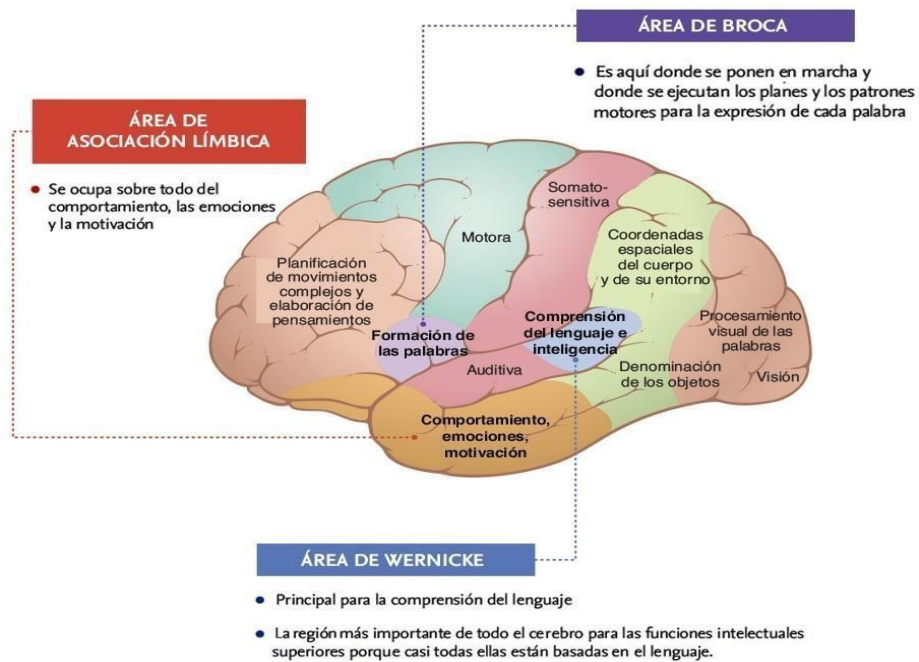 ÁREA DE BROCA
• Es aquí donde se ponen en marcha y
donde se ejecutan los planes y los patrones
motores para la expresión de cada palabra
ÁREA DE
ASOCIACIÓN LÍMBICA
• Se ocupa sobre todo del
comportamiento, las emociones
y la motivación
Somato-
sensitiva
Motora
Coordenadas
espaciales
del cuerpo
y de su entorno
Planificación
de movimientos
complejos y
elaboración de
pensamientos
Formación de
las palabras
Comprensión
del lenguaje e
inteligencia
Procesamiento
visual de las
palabras
Auditiva
Denominación
de los objetos
Visión
Comportamiento,
emociones,
motivación
ÁREA DE WERNICKE
• Principal para la comprensión del lenguaje
• La región más importante de todo el cerebro para las funciones intelectuales
superiores porque casi todas ellas están basadas en el lenguaje.